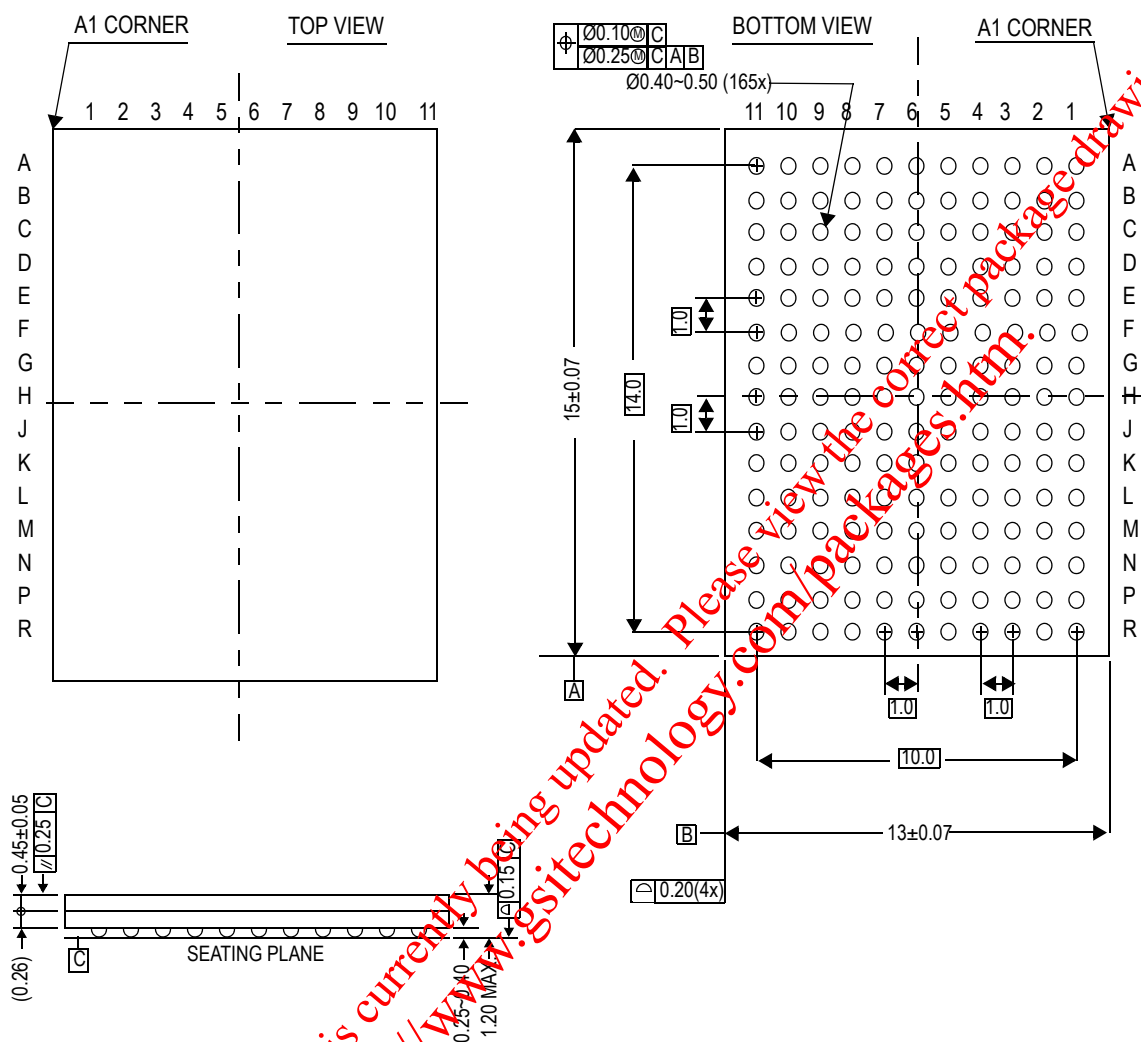 A1 CORNER
TOP VIEW
1 2 3 4 5 6 7 8 9 10 11
A
B
C
D
E
F
G
H
J
K
L
M
N
P
R
Ø0.10Ⓜ C
Ø0.25Ⓜ C A B
Ø0.40~0.50 (165x)
BOTTOM VIEW
A1 CORNER
11 10 9 8 7 6 5 4 3 2 1
A
B
C
D
E
F
G
H
J
K
L
M
N
P
R
15±0.07
14.0
1.0
1.0
A
1.0
1.0
10.0
B
13±0.07
0.20(4x)
0.45±0.05
// 0.25 C
(0.26)
C
SEATING PLANE
0.15 C
0.25~0.40
1.20 MAX.
is currently being updated. Please view the correct package drawi
//www.gsitechnology.com/packages.htm.